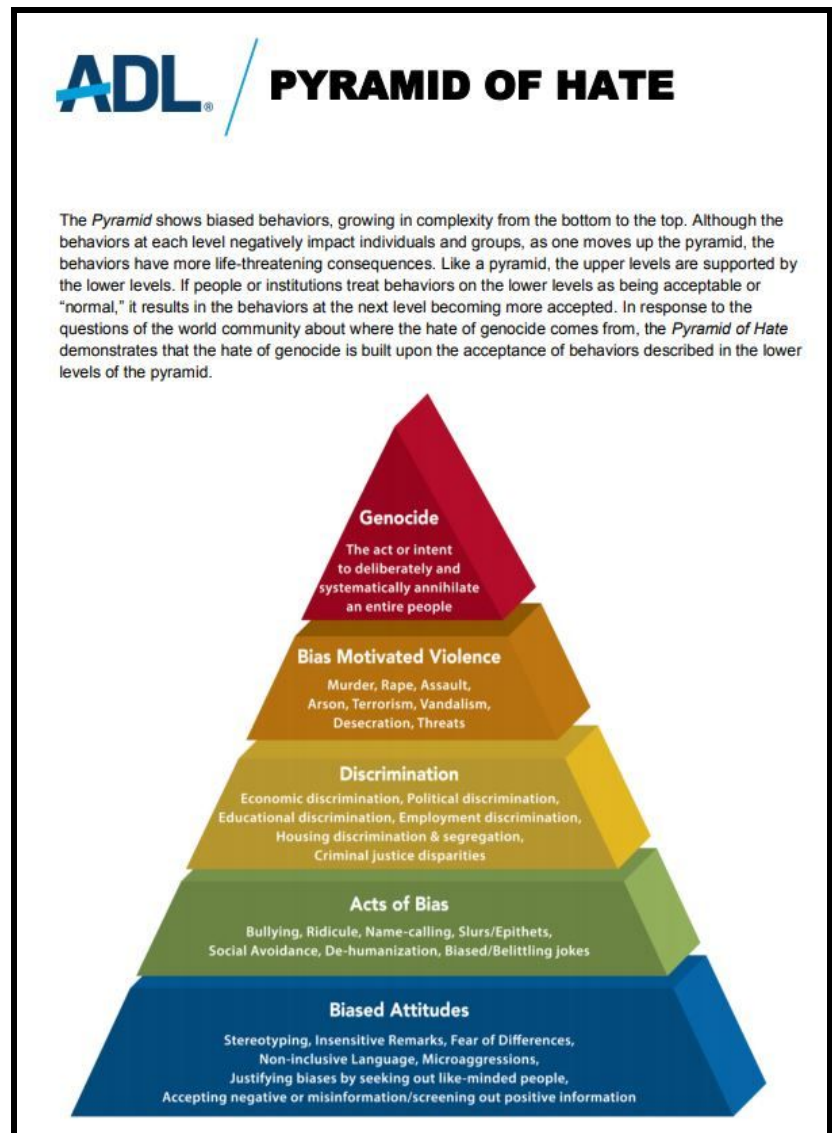 ADL® PYRAMID OF HATE
The Pyramid shows biased behaviors, growing in complexity from the bottom to the top. Although the
behaviors at each level negatively impact individuals and groups, as one moves up the pyramid, the
behaviors have more life-threatening consequences. Like a pyramid, the upper levels are supported by
the lower levels. If people or institutions treat behaviors on the lower levels as being acceptable or
“normal,” it results in the behaviors at the next level becoming more accepted. In response to the
questions of the world community about where the hate of genocide comes from, the Pyramid of Hate
demonstrates that the hate of genocide is built upon the acceptance of behaviors described in the lower
levels of the pyramid.
Genocide
The act or intent
to deliberately and
systematically annihilate
an entire people
Bias Motivated Violence
Murder, Rape, Assault,
Arson, Terrorism, Vandalism,
Desecration, Threats
Discrimination
Economic discrimination, Political discrimination,
Educational discrimination, Employment discrimination,
Housing discrimination & segregation,
Criminal justice disparities
Acts of Bias
Bullying, Ridicule, Name-calling, Slurs/Epithets,
Social Avoidance, De-humanization, Biased/Belittling jokes
Biased Attitudes
Stereotyping, Insensitive Remarks, Fear of Differences,
Non-inclusive Language, Microaggressions,
Justifying biases by seeking out like-minded people,
Accepting negative or misinformation/screening out positive information